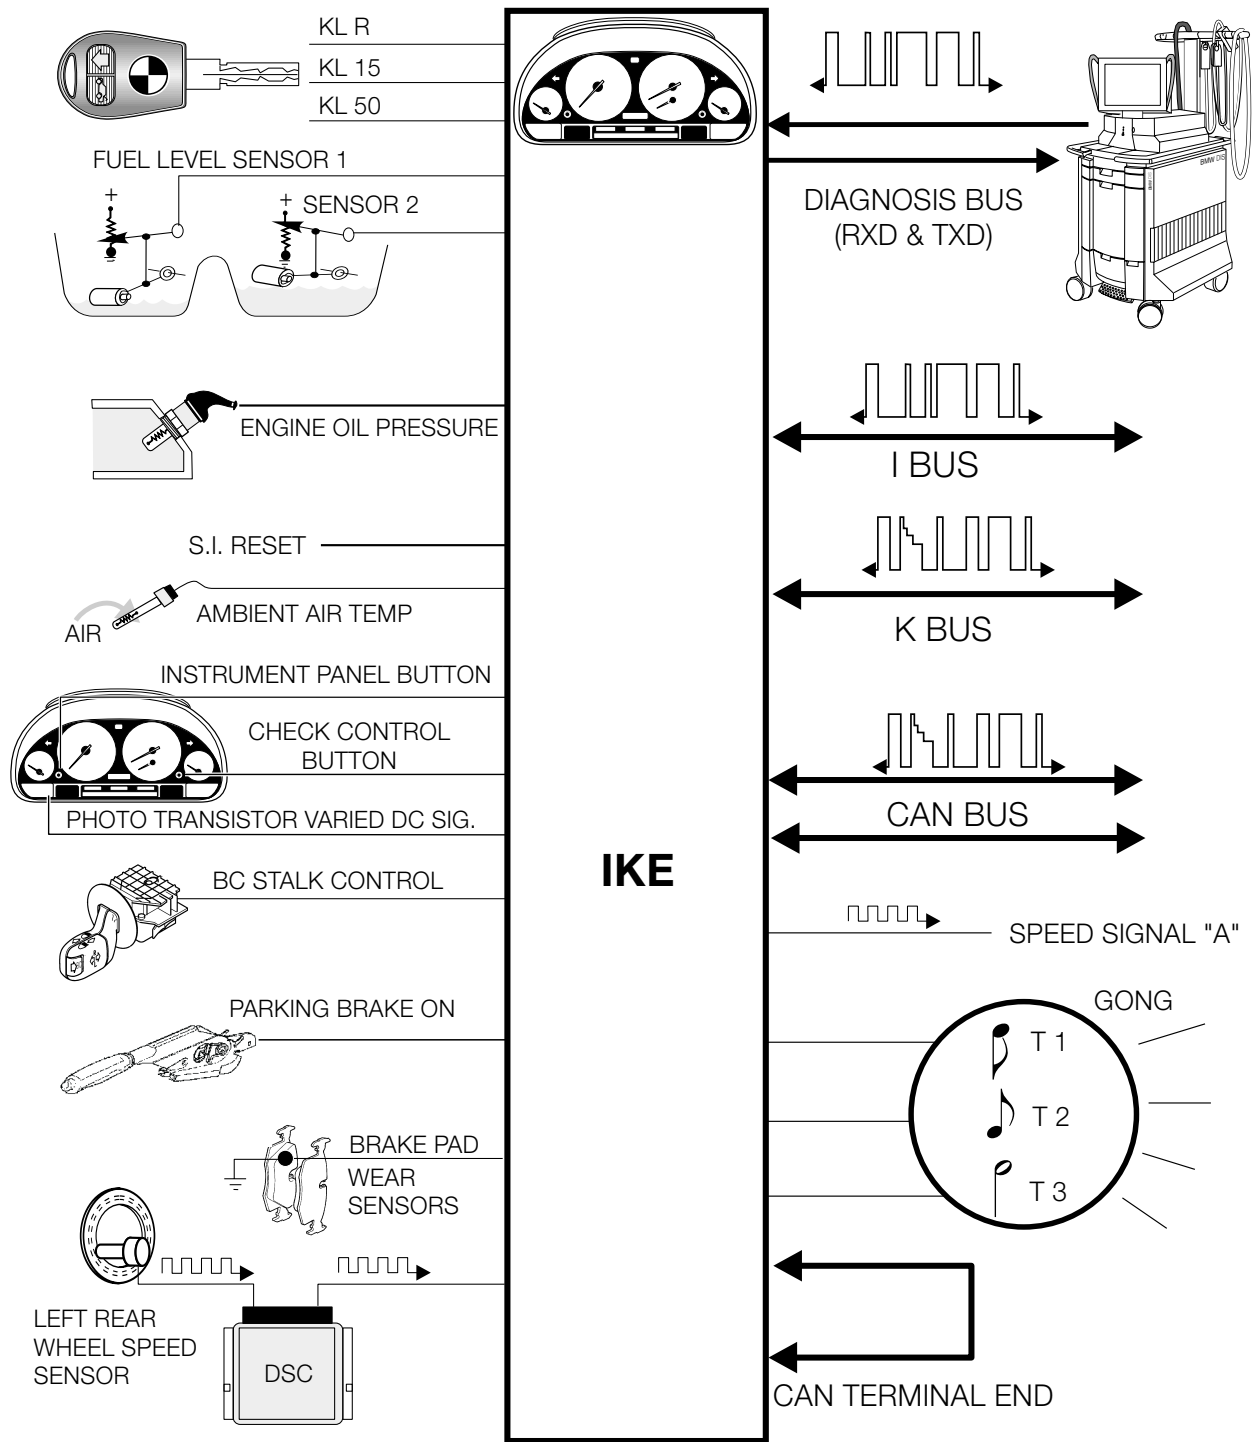 KL R
KL 15
KL 50
FUEL LEVEL SENSOR 1
+
+
SENSOR 2
ENGINE OIL PRESSURE
S.I. RESET
AIR
AMBIENT AIR TEMP
INSTRUMENT PANEL BUTTON
CHECK CONTROL
BUTTON
PHOTO TRANSISTOR VARIED DC SIG.
BC STALK CONTROL
PARKING BRAKE ON
BRAKE PAD
WEAR
SENSORS
LEFT REAR
WHEEL SPEED
SENSOR
DSC
IKE
BMW DIS
DIAGNOSIS BUS
(RXD & TXD)
I BUS
K BUS
CAN BUS
SPEED SIGNAL "A"
GONG
T 1
T 2
T 3
CAN TERMINAL END